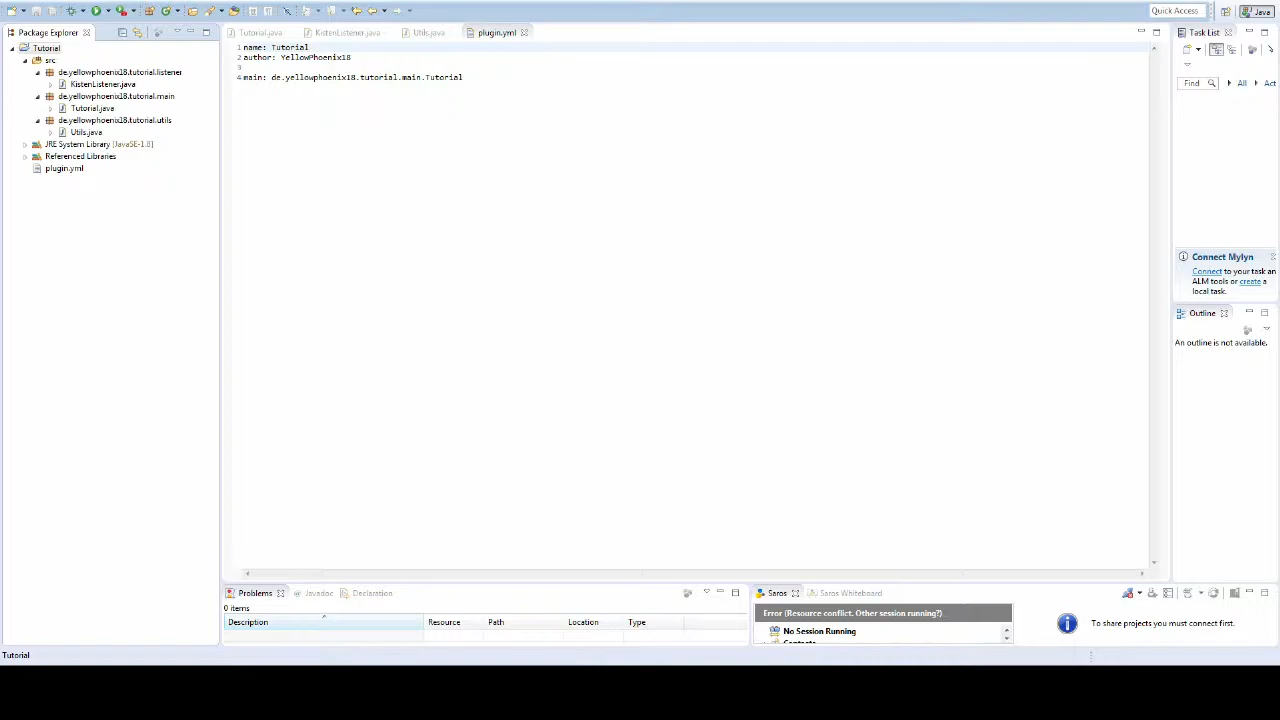 Quick Access
Java
Package Explorer
Tutorial.java
KistenListener.java
Utils.java
plugin.yml
Task List
Tutorial
src
de.yellowphoenix18.tutorial.listener
KistenListener.java
de.yellowphoenix18.tutorial.main
Tutorial.java
de.yellowphoenix18.tutorial.utils
Utils.java
JRE System Library [JavaSE-1.8]
Referenced Libraries
plugin.yml
1 name: Tutorial
2 author: YellowPhoenix18
3
4 main: de.yellowphoenix18.tutorial.main.Tutorial
Find
All
Act
Connect Mylyn
Connect to your task an
ALM tools or create a
local task.
Outline
An outline is not available.
Problems
Javadoc
Declaration
0 items
Description
Resource
Path
Location
Type
Saros
Saros Whiteboard
Error (Resource conflict. Other session running?)
No Session Running
To share projects you must connect first.
Tutorial